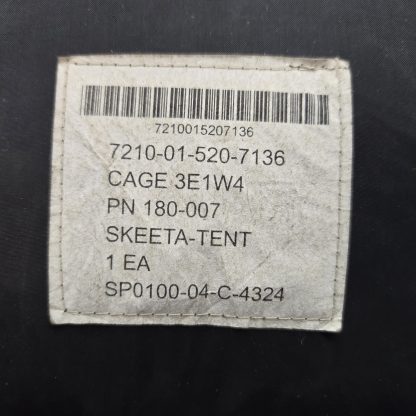 7210015207136
7210-01-520-7136
CAGE 3E1W4
PN 180-007
SKEETA-TENT
1 EA
SP0100-04-C-4324